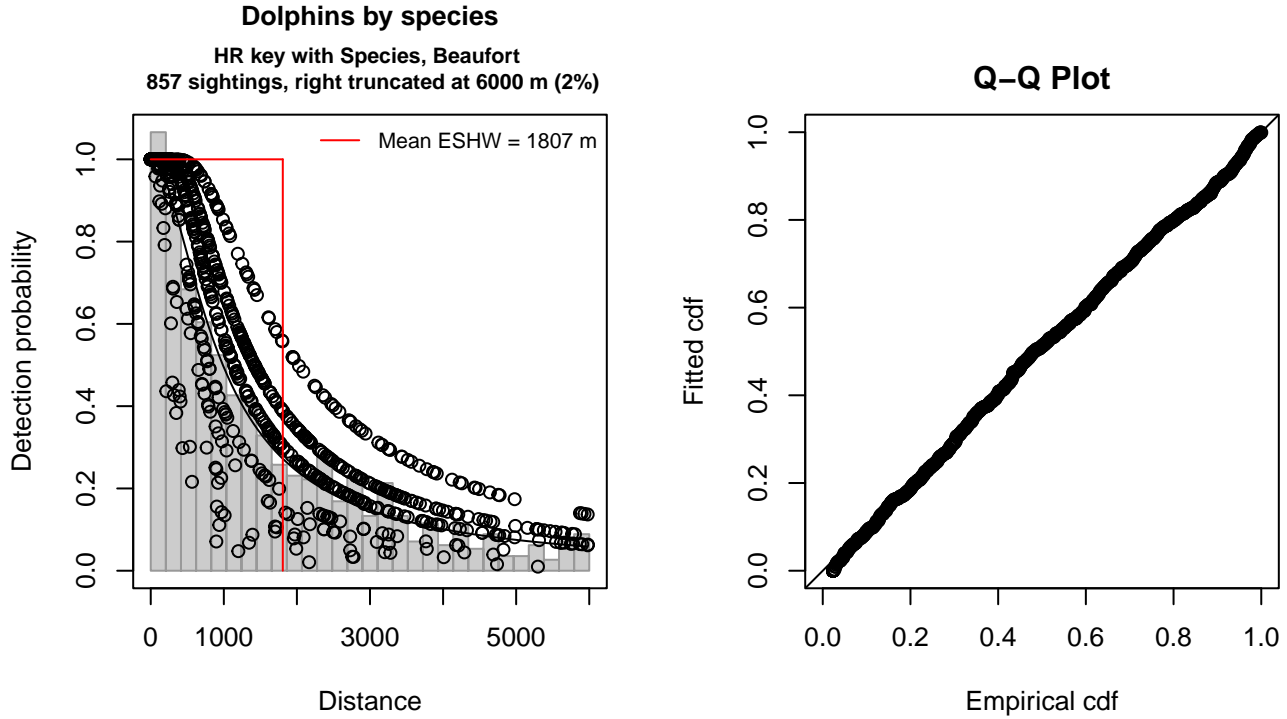 Dolphins by species
HR key with Species, Beaufort
857 sightings, right truncated at 6000 m (2%)
Mean ESHW = 1807 m
Detection probability
0.0 0.2 0.4 0.6 0.8 1.0
0 1000 3000 5000
Distance
Q−Q Plot
Fitted cdf
0.0 0.2 0.4 0.6 0.8 1.0
0.0 0.2 0.4 0.6 0.8 1.0
Empirical cdf